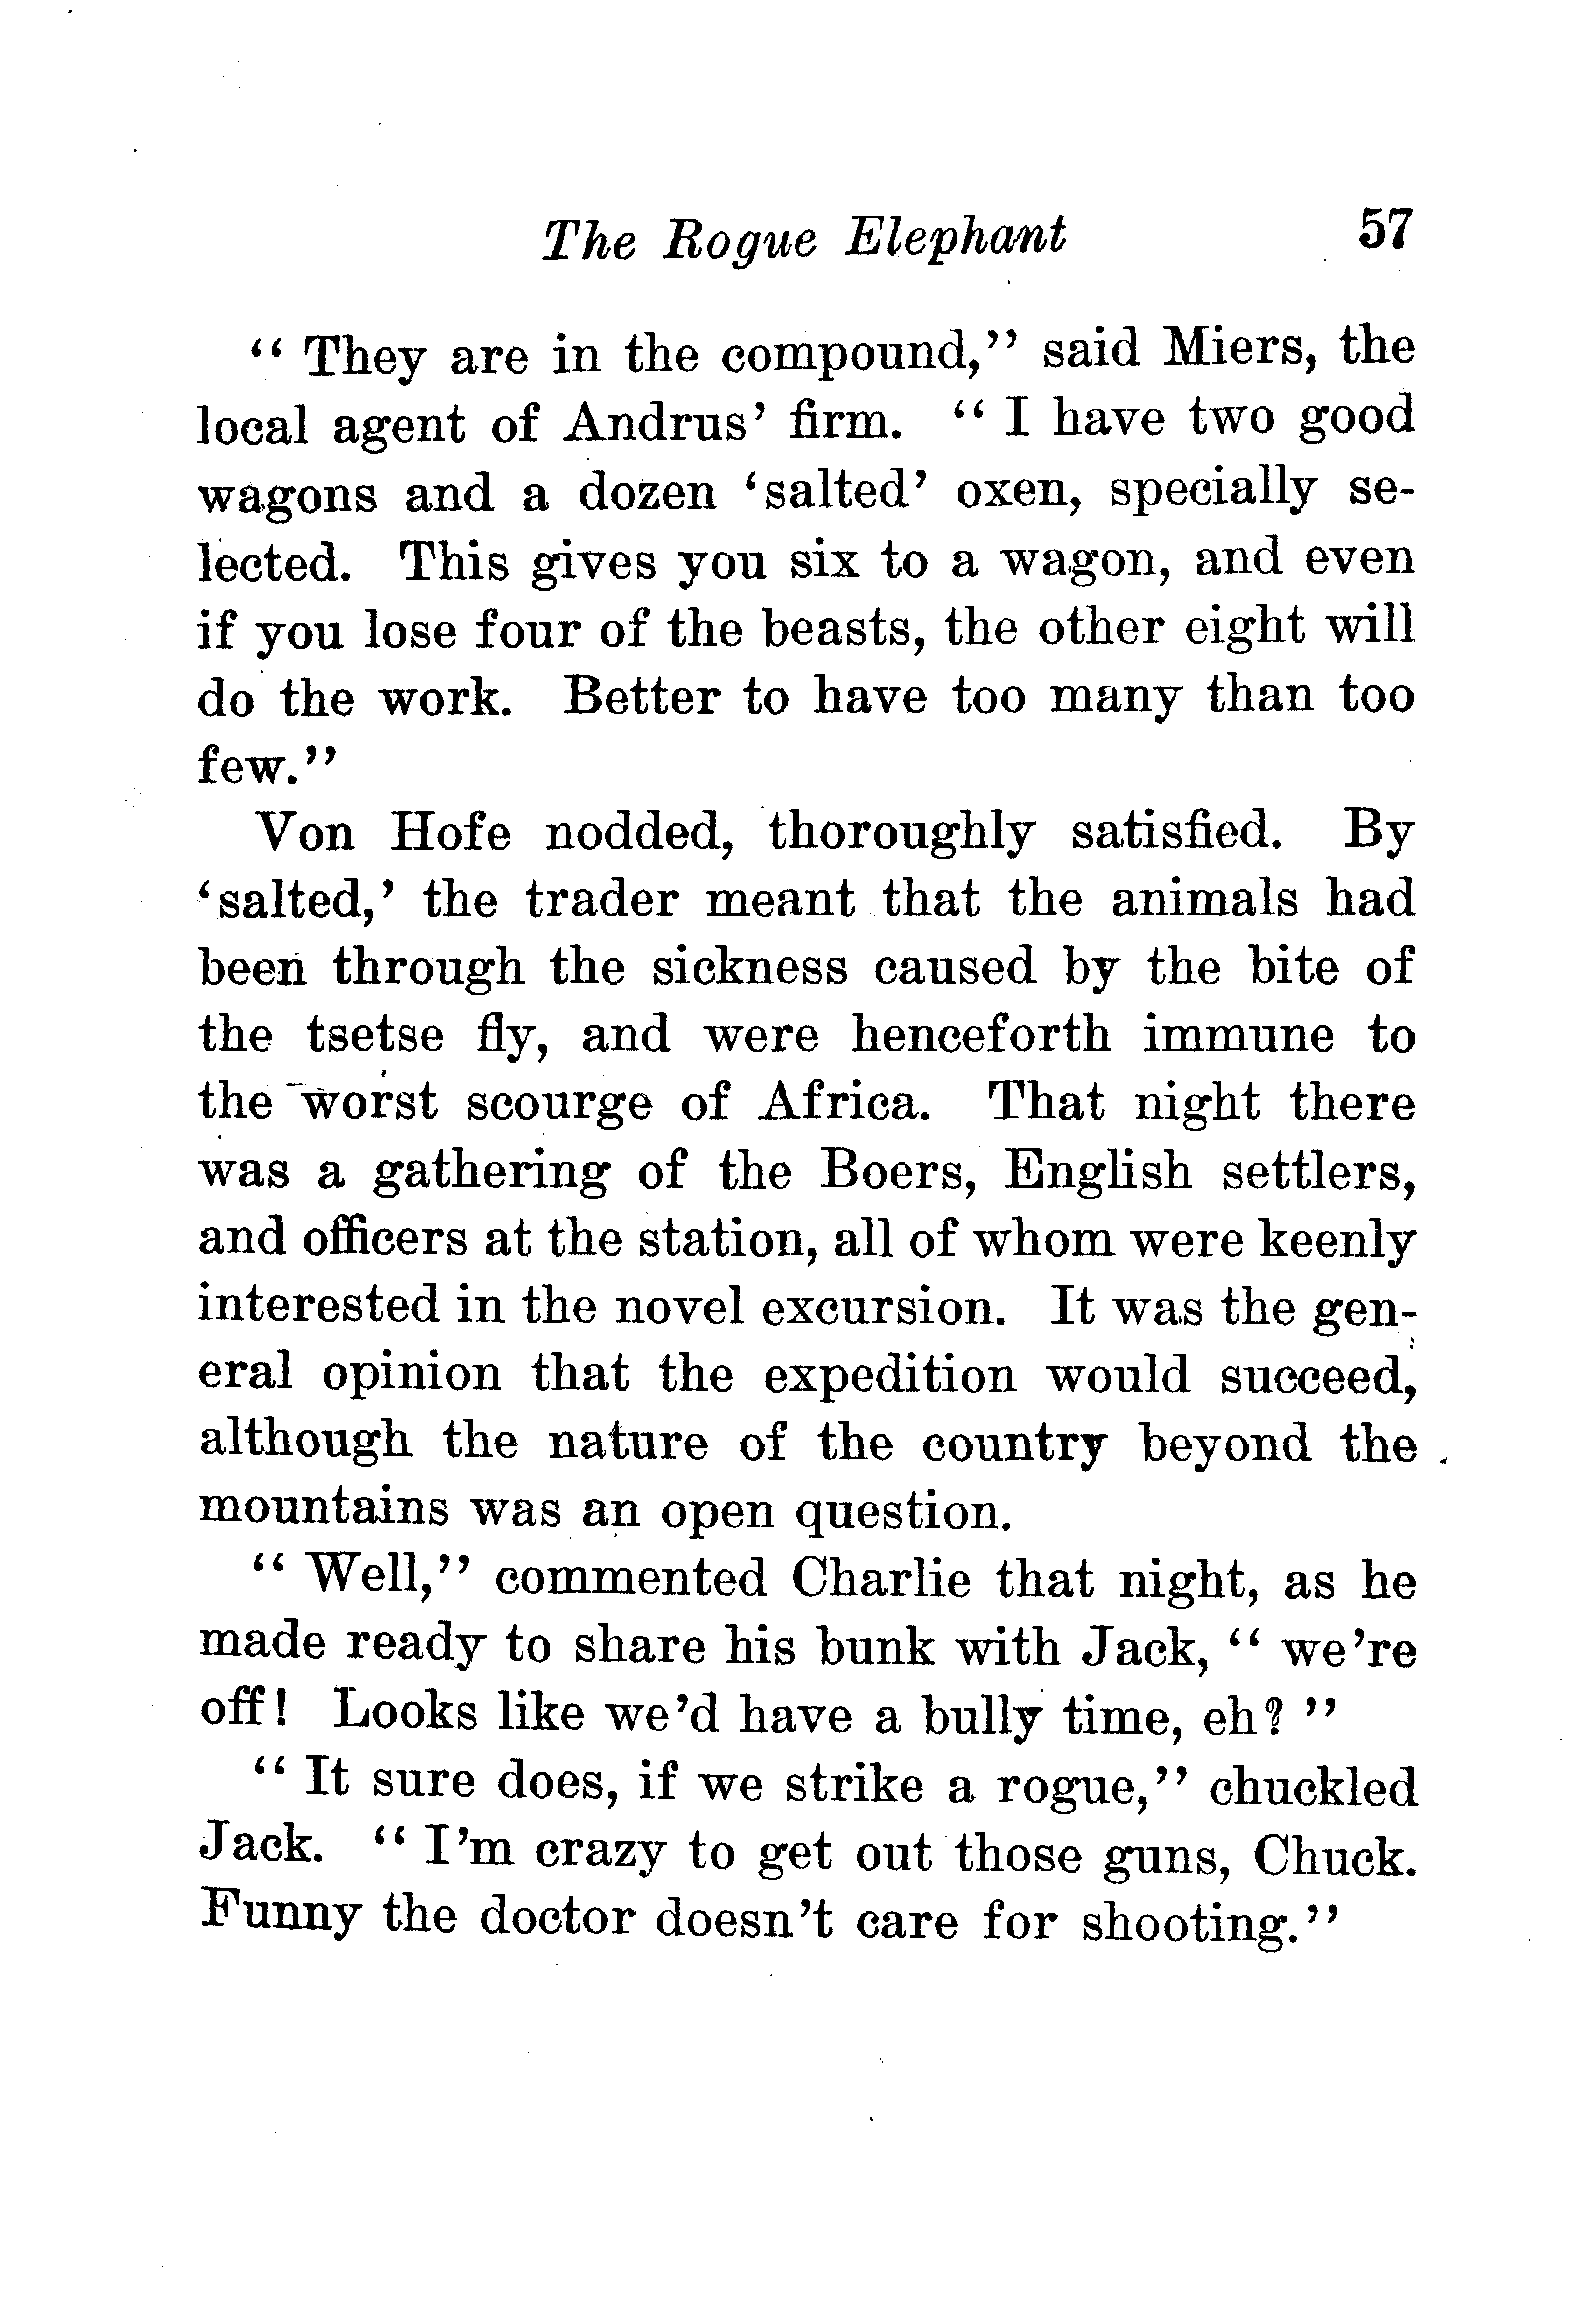 The Rogue Elephant 57
“ They are in the compound,” said Miers, the
local agent of Andrus’ firm. “ I have two good
wagons and a dozen ‘salted’ oxen, specially se-
lected. This gives you six to a wagon, and even
if you lose four of the beasts, the other eight will
do the work. Better to have too many than too
few.”
Von Hofe nodded, thoroughly satisfied. By
‘salted,’ the trader meant that the animals had
been through the sickness caused by the bite of
the tsetse fly, and were henceforth immune to
the worst scourge of Africa. That night there
was a gathering of the Boers, English settlers,
and officers at the station, all of whom were keenly
interested in the novel excursion. It was the gen-
eral opinion that the expedition would succeed,
although the nature of the country beyond the
mountains was an open question.
“ Well,” commented Charlie that night, as he
made ready to share his bunk with Jack, “ we’re
off! Looks like we’d have a bully time, eh? ”
“ It sure does, if we strike a rogue,” chuckled
Jack. “ I’m crazy to get out those guns, Chuck.
Funny the doctor doesn’t care for shooting.”